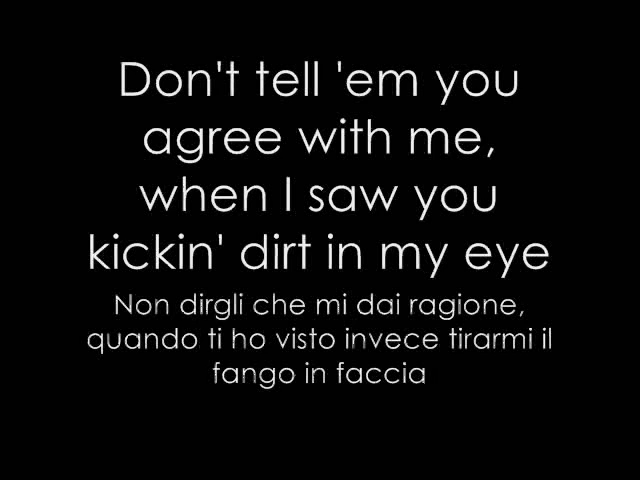 Don't tell 'em you
agree with me,
when I saw you
kickin' dirt in my eye
Non dirgli che mi dai ragione,
quando ti ho visto invece tirarmi il
fango in faccia